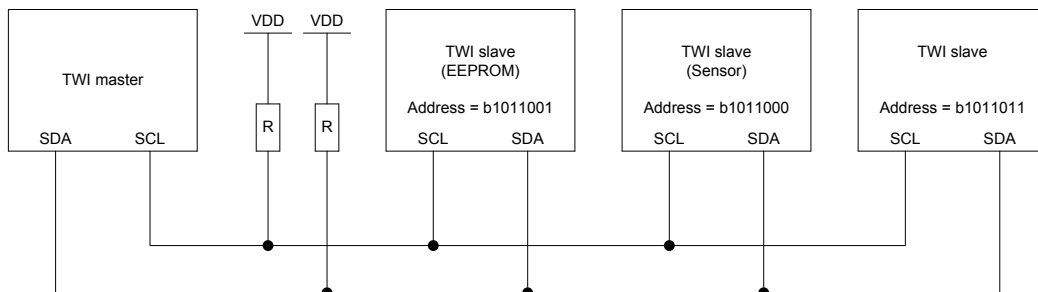 TWI master
SDA SCL
VDD VDD
R R
TWI slave
(EEPROM)
Address = b1011001
SCL SDA
TWI slave
(Sensor)
Address = b1011000
SCL SDA
TWI slave
Address = b1011011
SCL SDA